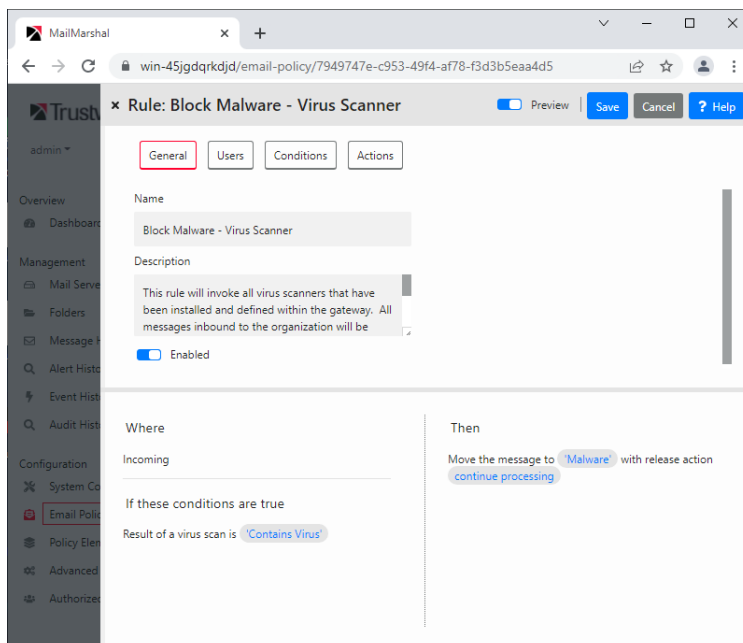 MailMarshal
win-45jgdqrkdjd/email-policy/7949747e-c953-49f4-af78-f3d3b5eaa4d5
Rule: Block Malware - Virus Scanner
Preview
Save
Cancel
? Help
admin
Overview
Management
Configuration
General
Users
Conditions
Actions
Name
Block Malware - Virus Scanner
Description
This rule will invoke all virus scanners that have
been installed and defined within the gateway. All
messages inbound to the organization will be
Enabled
Folders
Where
Incoming
If these conditions are true
Result of a virus scan is 'Contains Virus'
Then
Move the message to 'Malware' with release action
continue processing
Advanced